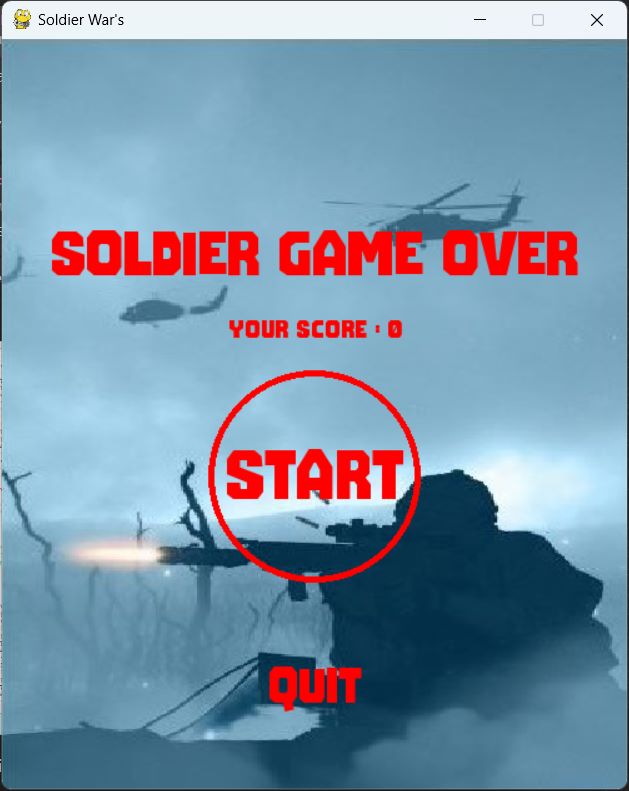 Soldier War's
SOLDIER GAME OVER
YOUR SCORE : 0
START
QUIT